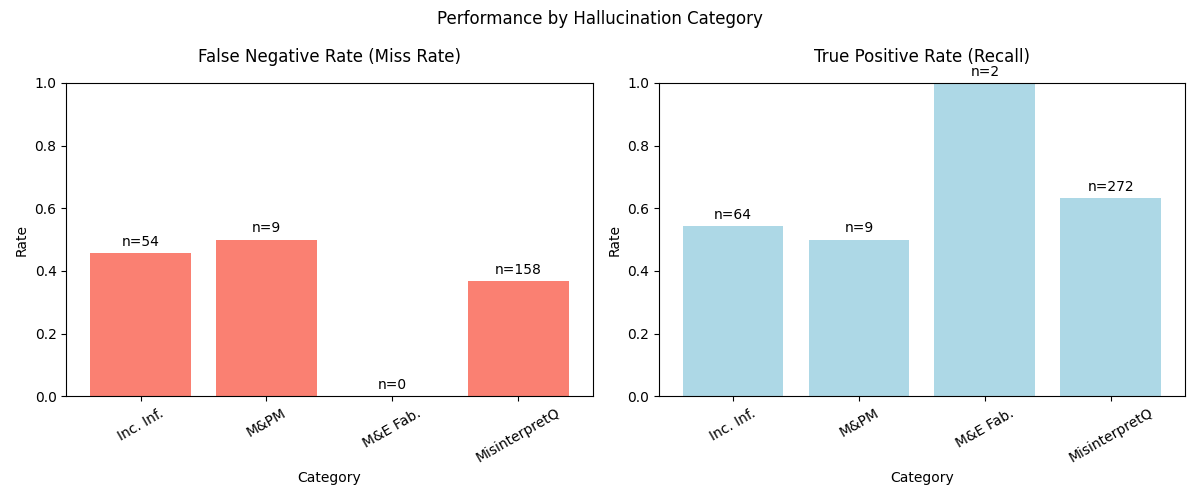 Performance by Hallucination Category
False Negative Rate (Miss Rate)
1.0
0.8
0.6
0.4
0.2
0.0
Rate
n=54
n=9
n=0
n=158
Inc. Inf.
M&PM
M&E Fab.
MisinterpretQ
Category
True Positive Rate (Recall)
1.0
0.8
0.6
0.4
0.2
0.0
Rate
n=64
n=9
n=2
n=272
Inc. Inf.
M&PM
M&E Fab.
MisinterpretQ
Category